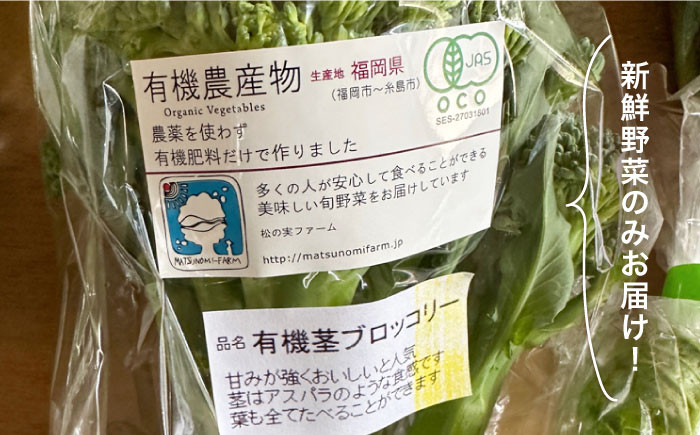 有機農産物 生産地 福岡県
Organic Vegetables (福岡市~糸島市)
JAS
OCO
SES-27031501
農薬を使わず
有機肥料だけで作りました
多くの人が安心して食べることができる
美味しい旬野菜をお届けしています
松の実ファーム
http://matsunomifarm.jp
MATSUNOMI-FARM
品名 有機茎ブロッコリー
甘みが強くおいしいと人気
茎はアスパラのような食感です
葉も全てたべることができます
新鮮野菜のみお届け!